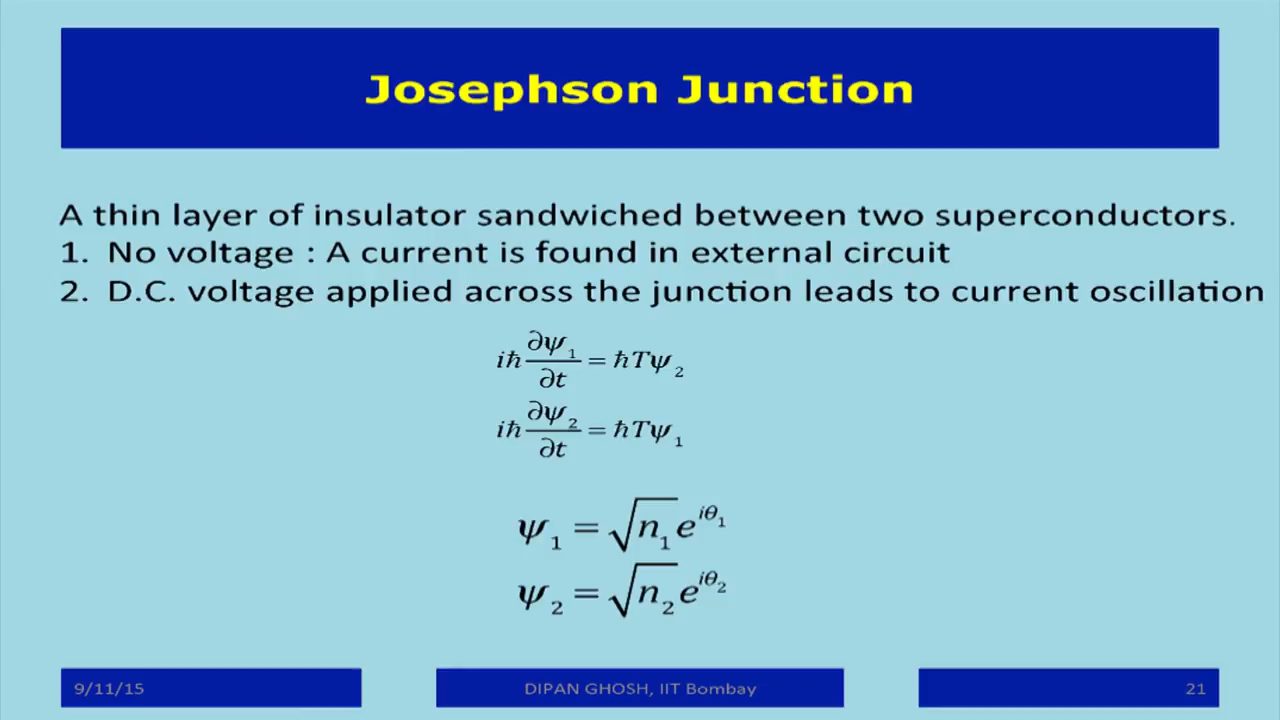 Josephson Junction
A thin layer of insulator sandwiched between two superconductors.
1. No voltage : A current is found in external circuit
2. D.C. voltage applied across the junction leads to current oscillation
iℏ ∂ψ₁/∂t = ℏTψ₂
iℏ ∂ψ₂/∂t = ℏTψ₁
ψ₁ = √n₁ e^{iθ₁}
ψ₂ = √n₂ e^{iθ₂}
9/11/15 DIPAN GHOSH, IIT Bombay 21